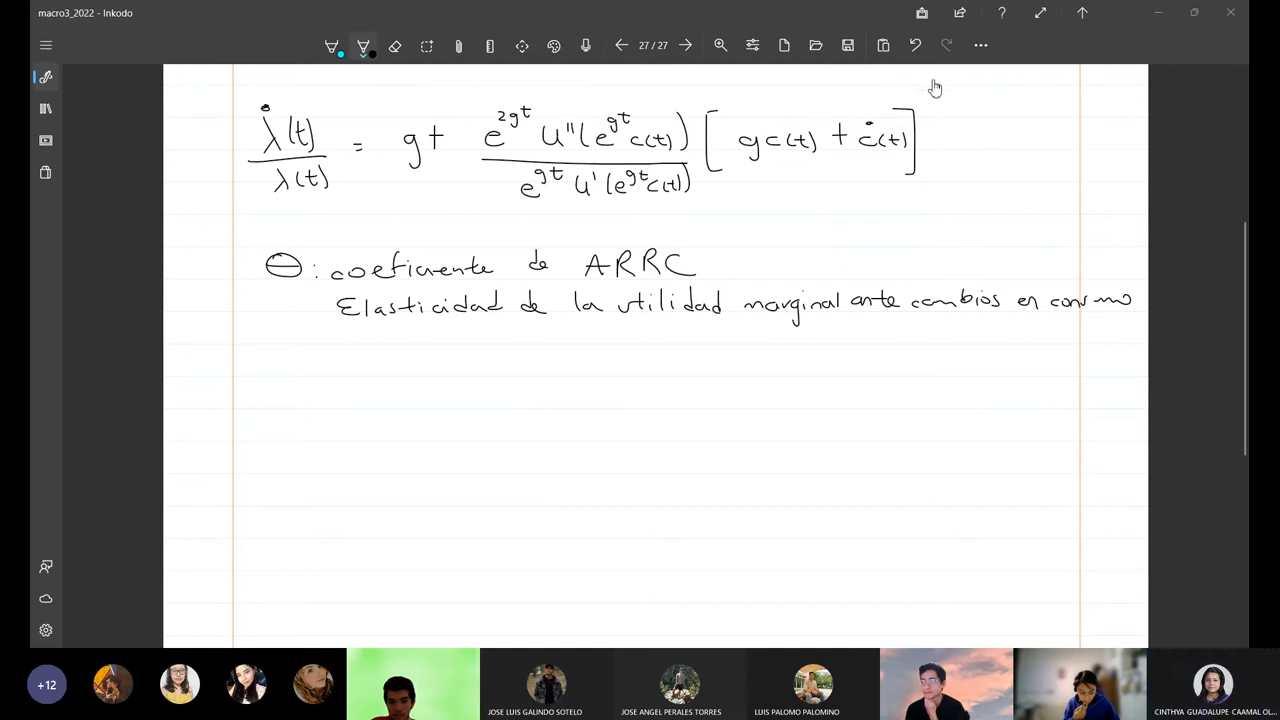 macro3_2022 - Inkodo
27 / 27
λ̇(t)/λ(t) = g + e^{2gt} U''(e^{gt} c(t)) / e^{gt} U'(e^{gt} c(t)) [ g c(t) + ċ(t) ]
Θ: coeficiente de ARRC
Elasticidad de la utilidad marginal ante cambios en consumo
+12
JOSE LUIS GALINDO SOTELO
JOSE ANGEL PERALES TORRES
LUIS PALOMO PALOMINO
CINTHYA GUADALUPE CAAMAL OL...